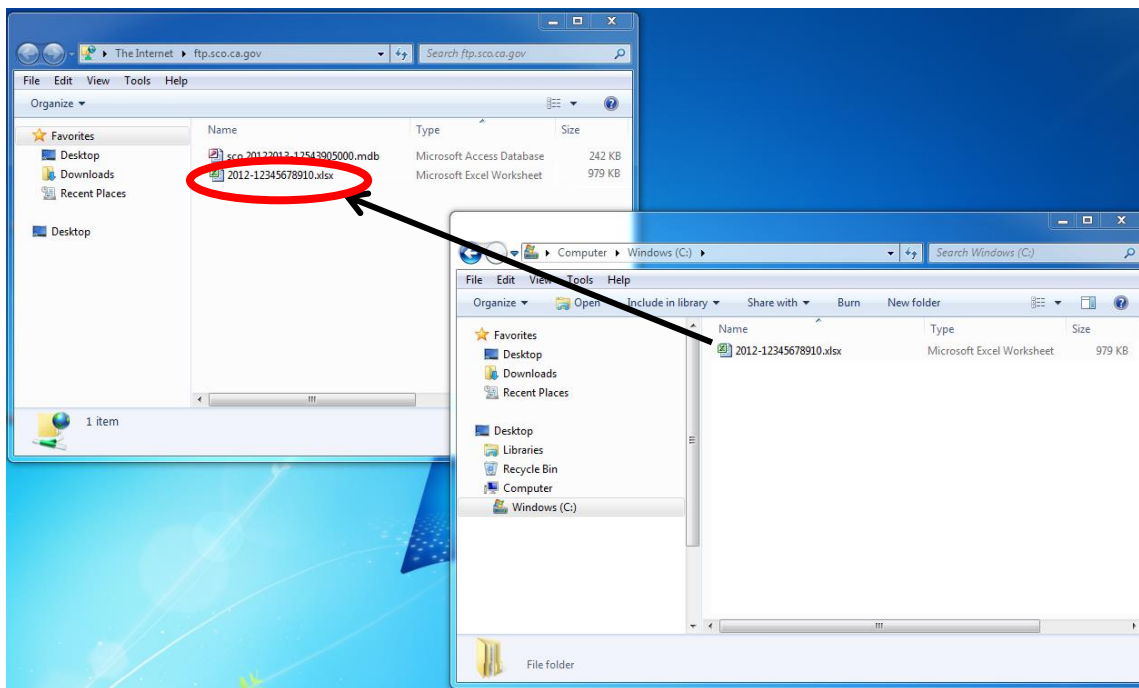 The Internet ftp.sco.ca.gov Search ftp.sco.ca.gov
File Edit View Tools Help
Organize
Favorites
Desktop
Downloads
Recent Places
Desktop
Name Type Size
sco 20122013-12543905000.mdb Microsoft Access Database 242 KB
2012-12345678910.xlsx Microsoft Excel Worksheet 979 KB
1 item
Computer Windows (C:) Search Windows (C:)
File Edit View Tools Help
Organize Open Include in library Share with Burn New folder
Favorites
Desktop
Downloads
Recent Places
Desktop
Libraries
Recycle Bin
Computer
Windows (C:)
Name Type Size
2012-12345678910.xlsx Microsoft Excel Worksheet 979 KB
File folder